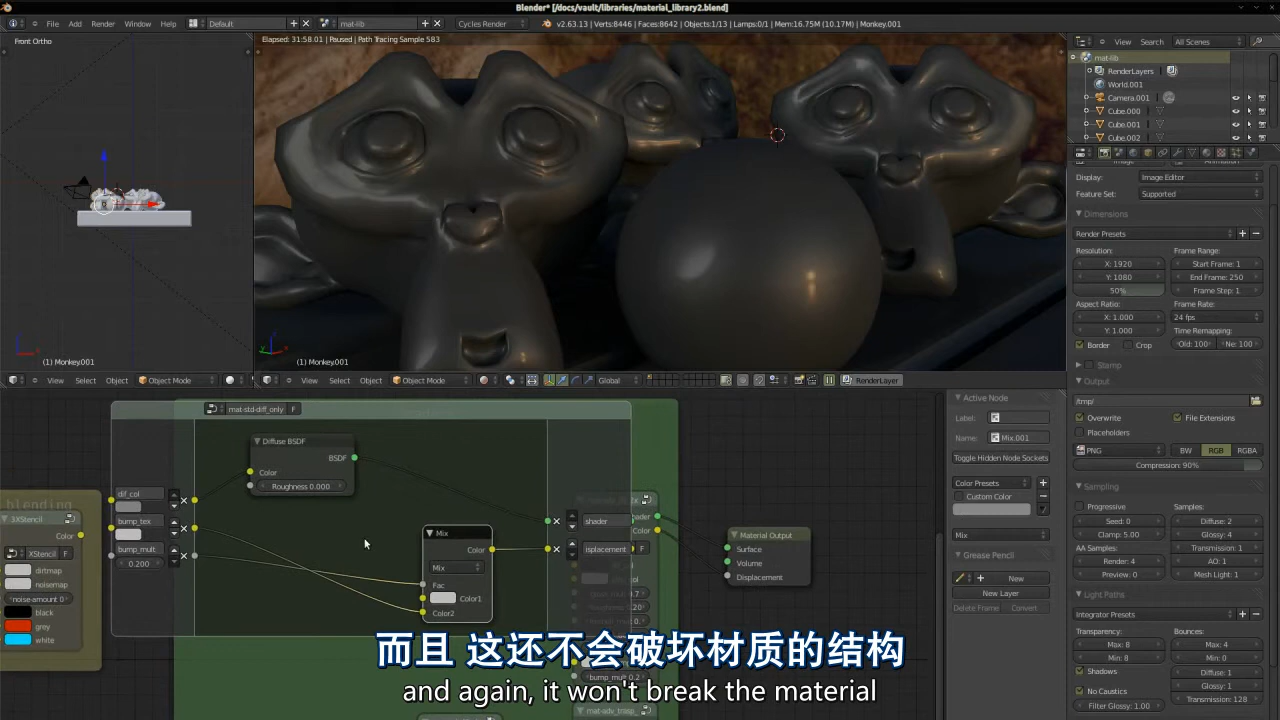 Blender* [/docs/vault/libraries/material_library2.blend]
File Add Render Window Help Default mat-lib Cycles Render v2.63.13 | Verts:8446 | Faces:8642 | Objects:1/13 | Lamps:0/1 | Mem:16.75M (10.17M) | Monkey.001
Front Ortho
(1) Monkey.001
Elapsed: 31:58.01 | Paused | Path Tracing Sample 583
(1) Monkey.001
View Search All Scenes
mat-lib
RenderLayers
World.001
Camera.001
Cube.000
Cube.001
Cube.002
Display: Image Editor
Feature Set: Supported
Dimensions
Render Presets
Resolution: Frame Range:
X: 1920 Start Frame: 1
Y: 1080 End Frame: 250
50% Frame Step: 1
Aspect Ratio: Frame Rate:
X: 1.000 24 fps
Y: 1.000 Time Remapping:
Border Crop Old: 100 Ne: 100
Stamp
Output
/tmp/
Overwrite File Extensions
Placeholders
PNG BW RGB RGBA
Compression: 90%
Sampling
Progressive
Seed: 0 Diffuse: 2
Clamp: 5.00 Glossy: 4
AA Samples: Transmission: 1
Render: 4 AO: 1
Preview: 0 Mesh Light: 1
Light Paths
Integrator Presets
Transparency: Bounces:
Max: 8 Max: 4
Min: 8 Min: 0
Shadows Diffuse: 1
Glossy: 1
No Caustics Transmission: 128
Filter Glossy: 1.00
View Select Object Object Mode
View Select Object Object Mode Global RenderLayer
mat-std-diff_only F
Diffuse BSDF
BSDF
Color
Roughness 0.000
dif_col
bump_tex
bump_mult
0.200
Mix
Color
Mix
Fac
Color1
Color2
shader
isplacement F
Material Output
Surface
Volume
Displacement
blending
3XStencil
Color
XStencil F
dirtmap
noisemap
noise-amount 0
black
grey
white
bump_mult 0.2
Active Node
Label:
Name: Mix.001
Toggle Hidden Node Sockets
Color Presets
Custom Color
Mix
Grease Pencil
New
New Layer
Delete Frame Convert
而且 这还不会破坏材质的结构
and again, it won't break the material